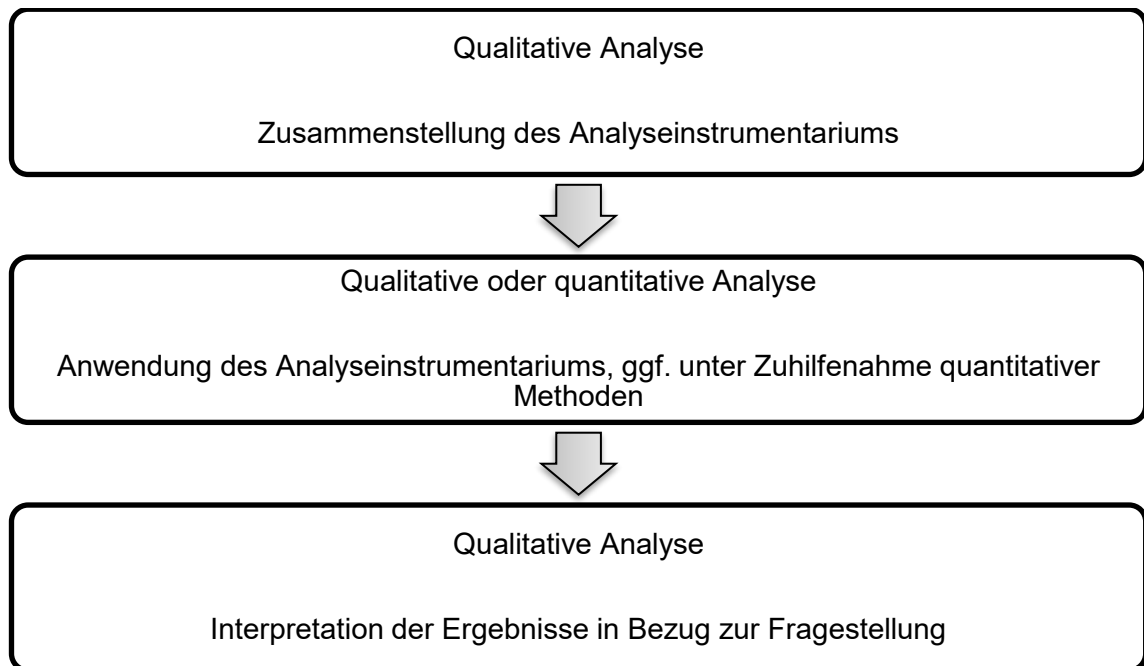 Qualitative Analyse
Zusammenstellung des Analyseinstrumentariums
Qualitative oder quantitative Analyse
Anwendung des Analyseinstrumentariums, ggf. unter Zuhilfenahme quantitativer
Methoden
Qualitative Analyse
Interpretation der Ergebnisse in Bezug zur Fragestellung